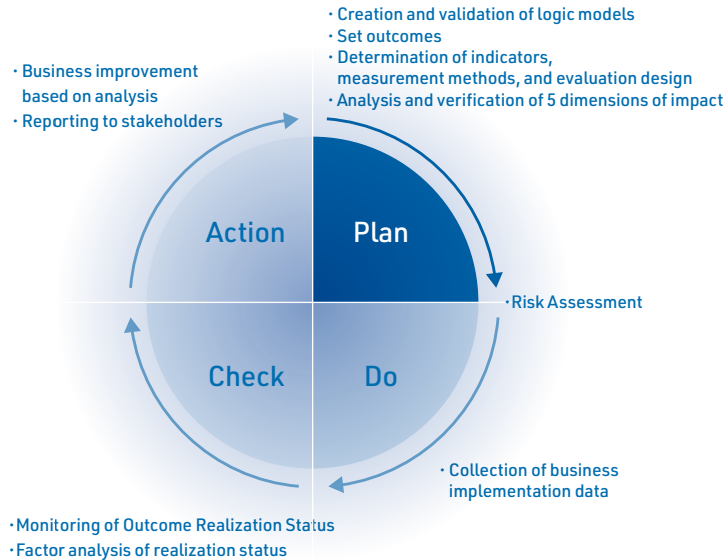 · Creation and validation of logic models
· Set outcomes
· Determination of indicators,
measurement methods, and evaluation design
· Analysis and verification of 5 dimensions of impact
· Business improvement
based on analysis
· Reporting to stakeholders
Action
Plan
· Risk Assessment
Check
Do
· Collection of business
implementation data
· Monitoring of Outcome Realization Status
· Factor analysis of realization status